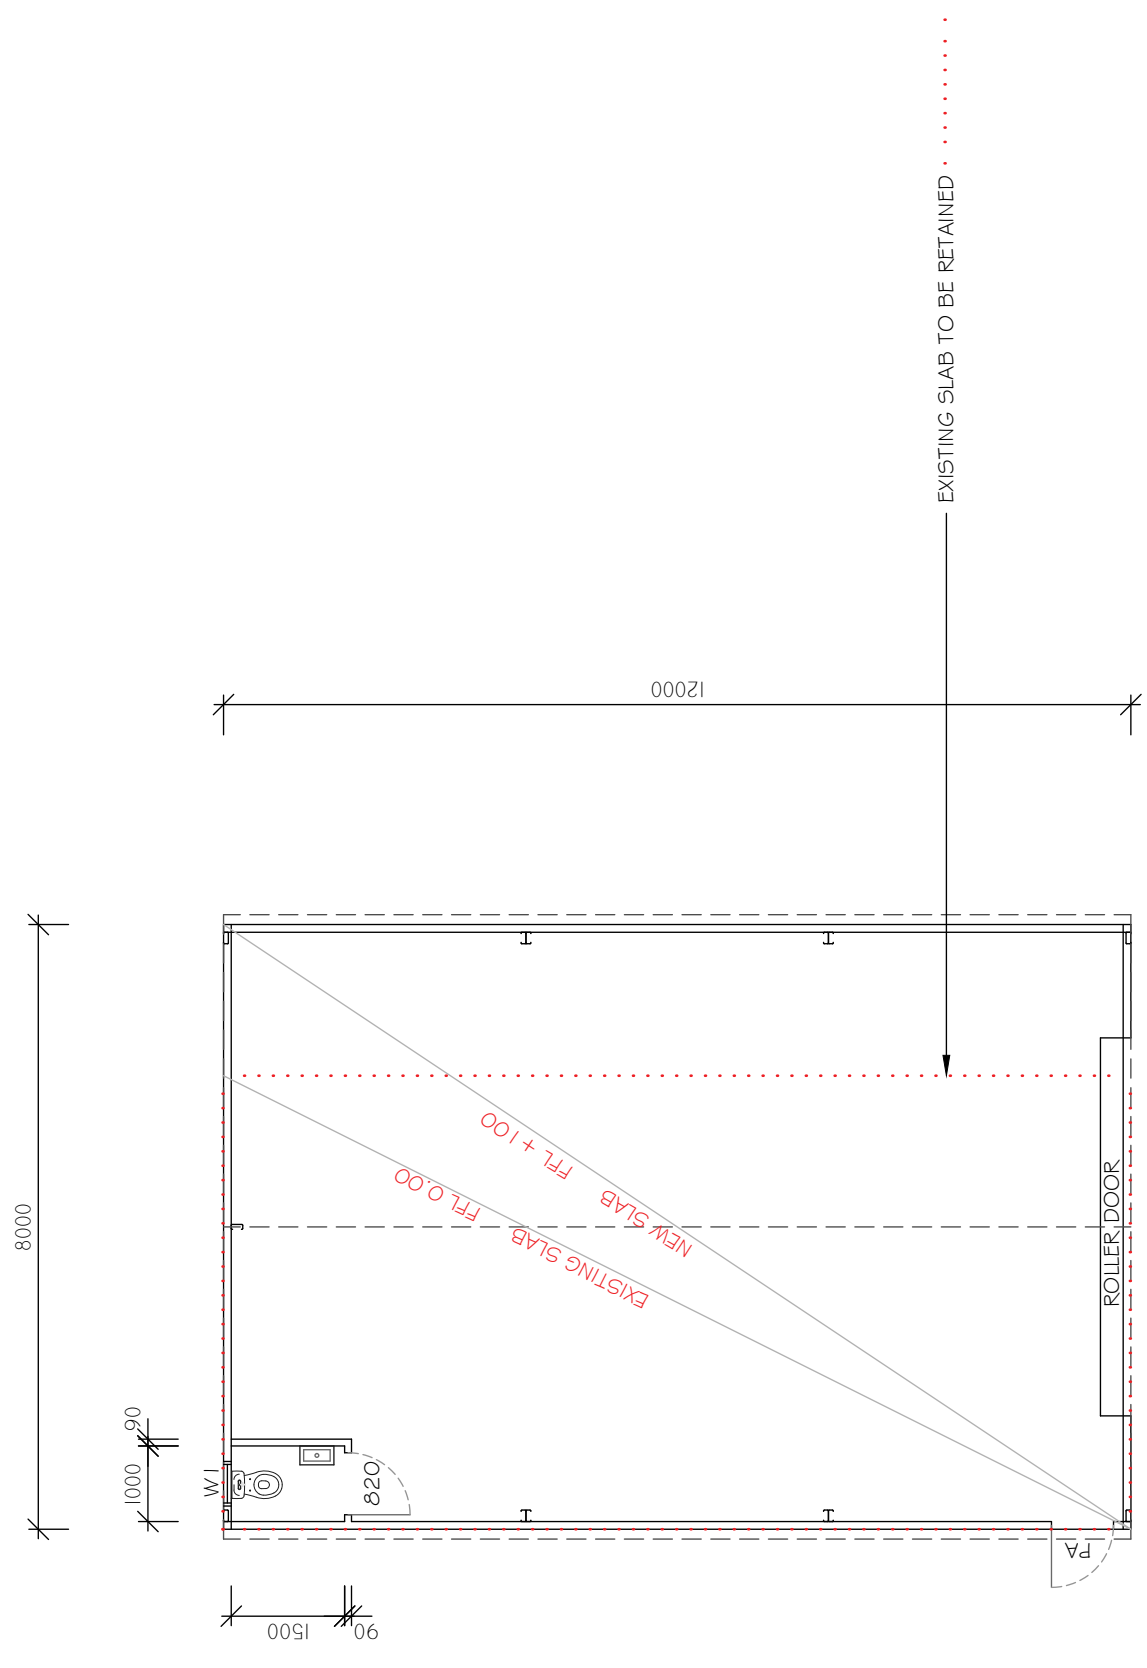 EXISTING SLAB TO BE RETAINED
12000
8000
NEW SLAB FFL +100
EXISTING SLAB FFL 0.00
ROLLER DOOR
90
1000
W1
820
PA
1500
90